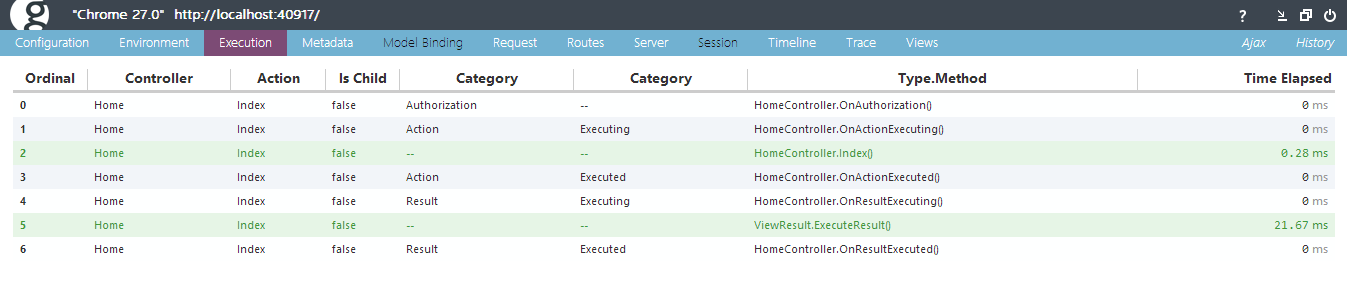 "Chrome 27.0" http://localhost:40917/ ?
Configuration Environment Execution Metadata Model Binding Request Routes Server Session Timeline Trace Views Ajax History
Ordinal Controller Action Is Child Category Category Type.Method Time Elapsed
0 Home Index false Authorization -- HomeController.OnAuthorization() 0 ms
1 Home Index false Action Executing HomeController.OnActionExecuting() 0 ms
2 Home Index false -- -- HomeController.Index() 0.28 ms
3 Home Index false Action Executed HomeController.OnActionExecuted() 0 ms
4 Home Index false Result Executing HomeController.OnResultExecuting() 0 ms
5 Home Index false -- -- ViewResult.ExecuteResult() 21.67 ms
6 Home Index false Result Executed HomeController.OnResultExecuted() 0 ms